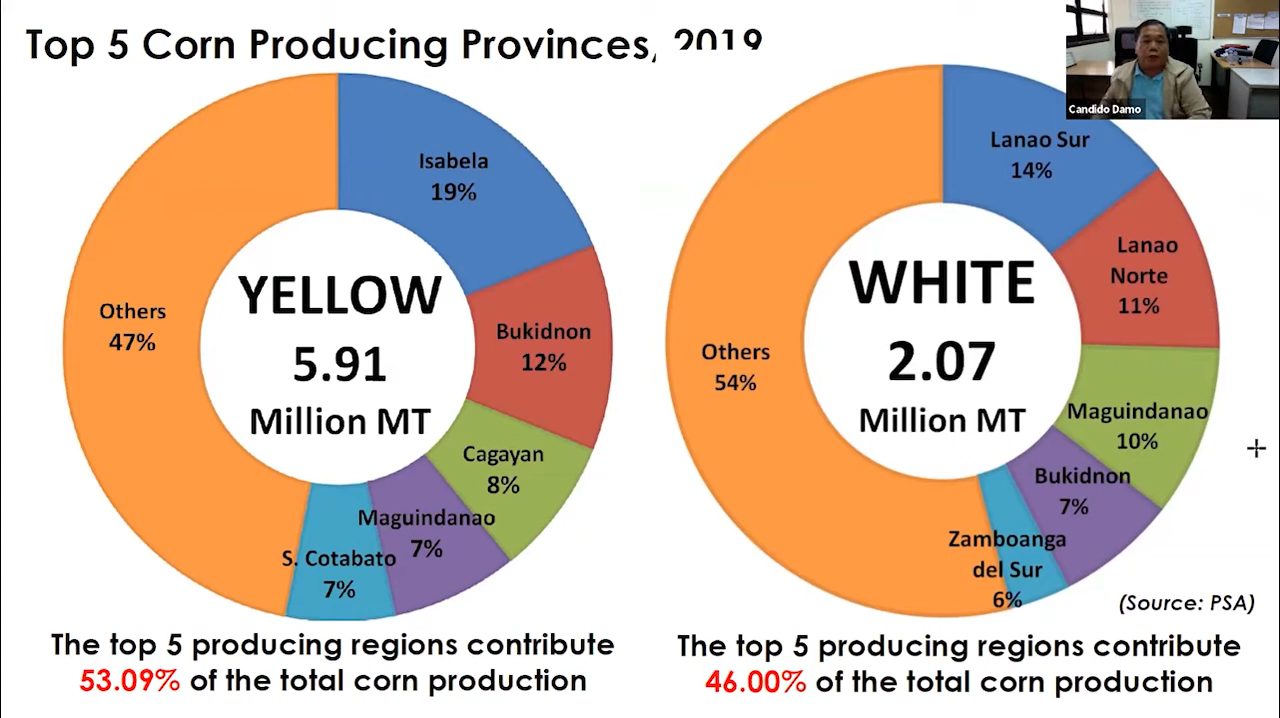 Top 5 Corn Producing Provinces, 2019
Candido Damo
Isabela
19%
Bukidnon
12%
Cagayan
8%
Maguindanao
7%
S. Cotabato
7%
Others
47%
YELLOW
5.91
Million MT
The top 5 producing regions contribute
53.09% of the total corn production
Lanao Sur
14%
Lanao
Norte
11%
Maguindanao
10%
Bukidnon
7%
Zamboanga
del Sur
6%
Others
54%
WHITE
2.07
Million MT
(Source: PSA)
The top 5 producing regions contribute
46.00% of the total corn production